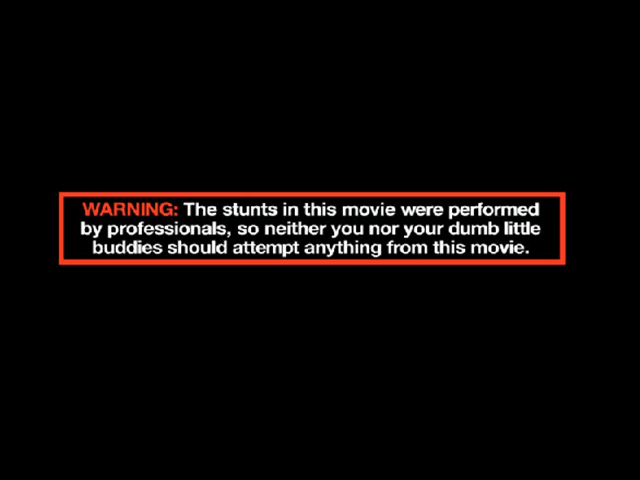 WARNING: The stunts in this movie were performed
by professionals, so neither you nor your dumb little
buddies should attempt anything from this movie.